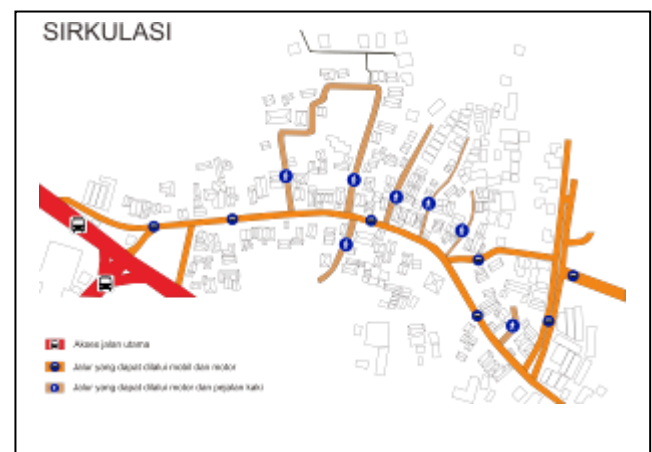 SIRKULASI
Akses jalan utama
Jalur yang dapat dilalui mobil dan motor
Jalur yang dapat dilalui motor dan pejalan kaki